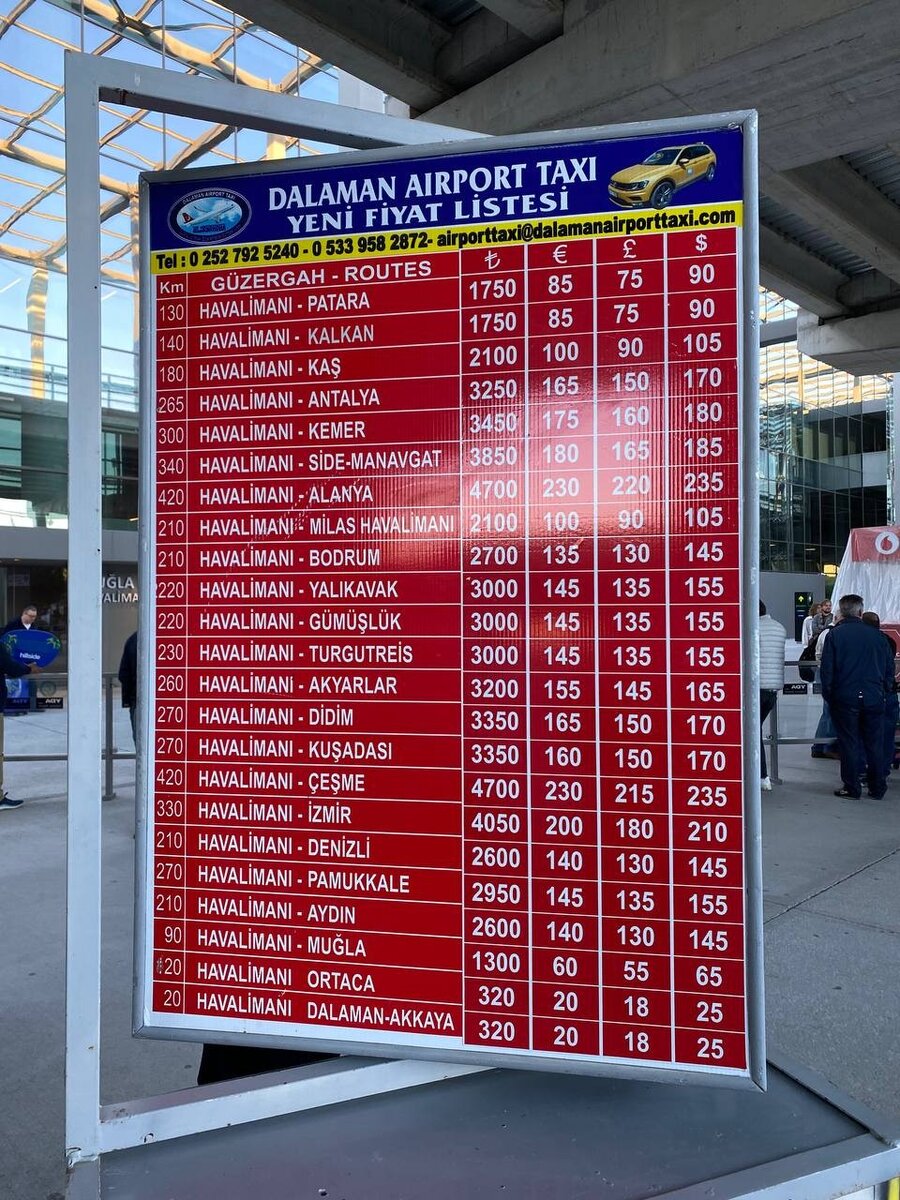 DALAMAN AIRPORT TAXI
YENİ FİYAT LİSTESİ
Tel : 0 252 792 5240 - 0 533 958 2872- airporttaxi@dalamanairporttaxi.com
Km GÜZERGAH - ROUTES ₺ € £ $
130 HAVALİMANI - PATARA 1750 85 75 90
140 HAVALİMANI - KALKAN 1750 85 75 90
180 HAVALİMANI - KAŞ 2100 100 90 105
265 HAVALİMANI - ANTALYA 3250 165 150 170
300 HAVALİMANI - KEMER 3450 175 160 180
340 HAVALİMANI - SİDE-MANAVGAT 3850 180 165 185
420 HAVALİMANI - ALANYA 4700 230 220 235
210 HAVALİMANI - MİLAS HAVALİMANI 2100 100 90 105
210 HAVALİMANI - BODRUM 2700 135 130 145
220 HAVALİMANI - YALIKAVAK 3000 145 135 155
220 HAVALİMANI - GÜMÜŞLÜK 3000 145 135 155
230 HAVALİMANI - TURGUTREİS 3000 145 135 155
260 HAVALİMANI - AKYARLAR 3200 155 145 165
270 HAVALİMANI - DİDİM 3350 165 150 170
270 HAVALİMANI - KUŞADASI 3350 160 150 170
420 HAVALİMANI - ÇEŞME 4700 230 215 235
330 HAVALİMANI - İZMİR 4050 200 180 210
210 HAVALİMANI - DENİZLİ 2600 140 130 145
270 HAVALİMANI - PAMUKKALE 2950 145 135 155
210 HAVALİMANI - AYDIN 2600 140 130 145
90 HAVALİMANI - MUĞLA 1300 60 55 65
20 HAVALİMANI ORTACA 320 20 18 25
20 HAVALİMANI DALAMAN-AKKAYA 320 20 18 25
DALAMAN AIRPORT TAXI
hillside